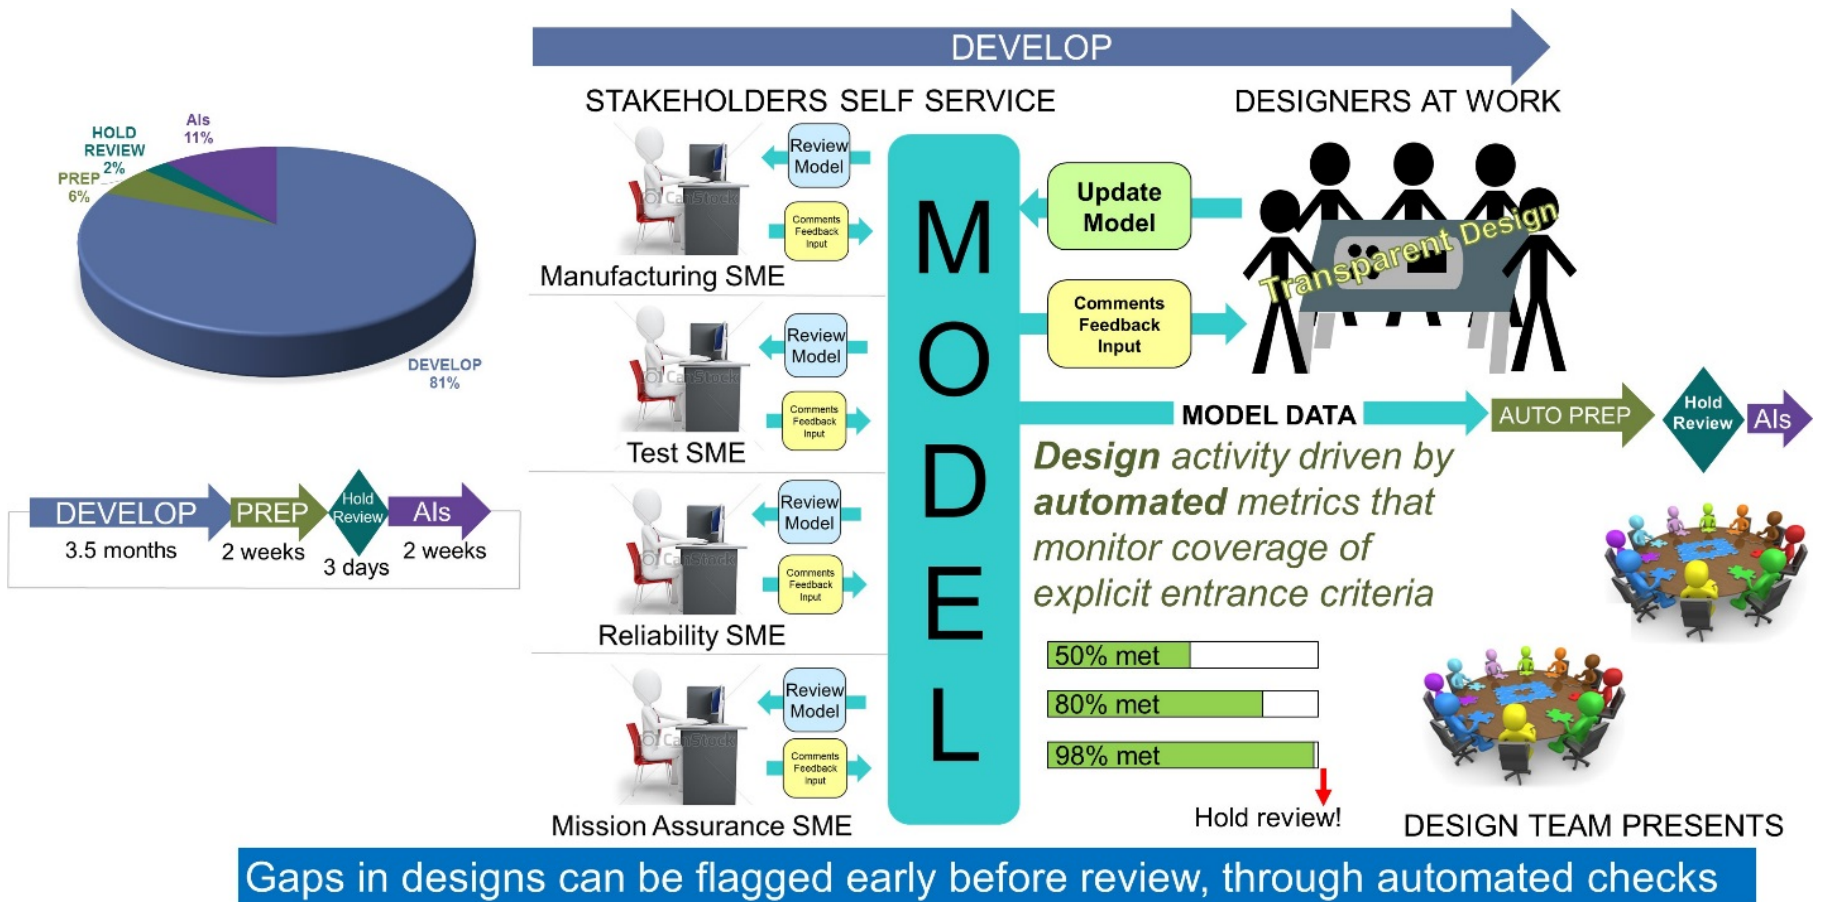 DEVELOP
STAKEHOLDERS SELF SERVICE
DESIGNERS AT WORK
AIs
11%
HOLD
REVIEW
2%
PREP
6%
DEVELOP
81%
DEVELOP
PREP
Hold
Review
AIs
3.5 months
2 weeks
3 days
2 weeks
Review
Model
CanStock
Comments
Feedback
Input
Manufacturing SME
Review
Model
CanStock
Comments
Feedback
Input
Test SME
Review
Model
CanStock
Comments
Feedback
Input
Reliability SME
Review
Model
CanStock
Comments
Feedback
Input
Mission Assurance SME
M
O
D
E
L
Update
Model
Transparent Design
Comments
Feedback
Input
MODEL DATA
AUTO PREP
Hold
Review
AIs
Design activity driven by
automated metrics that
monitor coverage of
explicit entrance criteria
50% met
80% met
98% met
Hold review!
DESIGN TEAM PRESENTS
Gaps in designs can be flagged early before review, through automated checks